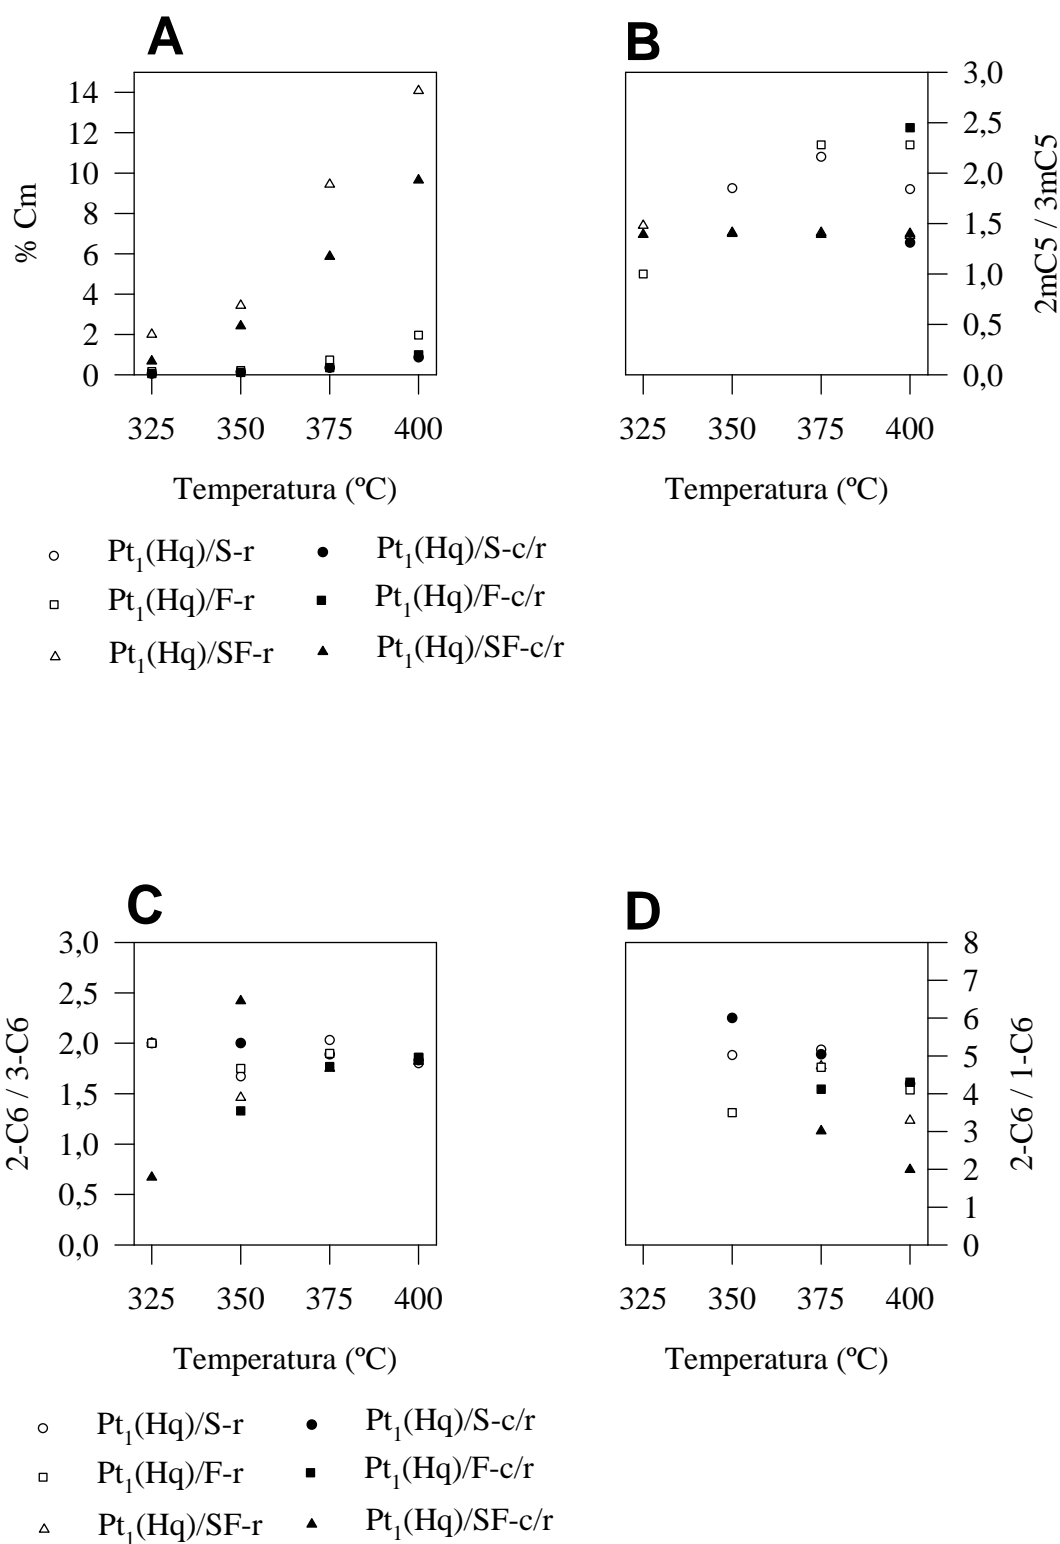 A
B
14
12
10
8
6
4
2
0
% Cm
325 350 375 400
Temperatura (ºC)
3,0
2,5
2,0
1,5
1,0
0,5
0,0
2mC5 / 3mC5
325 350 375 400
Temperatura (ºC)
Pt1(Hq)/S-r Pt1(Hq)/S-c/r
Pt1(Hq)/F-r Pt1(Hq)/F-c/r
Pt1(Hq)/SF-r Pt1(Hq)/SF-c/r
C
D
3,0
2,5
2,0
1,5
1,0
0,5
0,0
2-C6 / 3-C6
325 350 375 400
Temperatura (ºC)
8
7
6
5
4
3
2
1
0
2-C6 / 1-C6
325 350 375 400
Temperatura (ºC)
Pt1(Hq)/S-r Pt1(Hq)/S-c/r
Pt1(Hq)/F-r Pt1(Hq)/F-c/r
Pt1(Hq)/SF-r Pt1(Hq)/SF-c/r